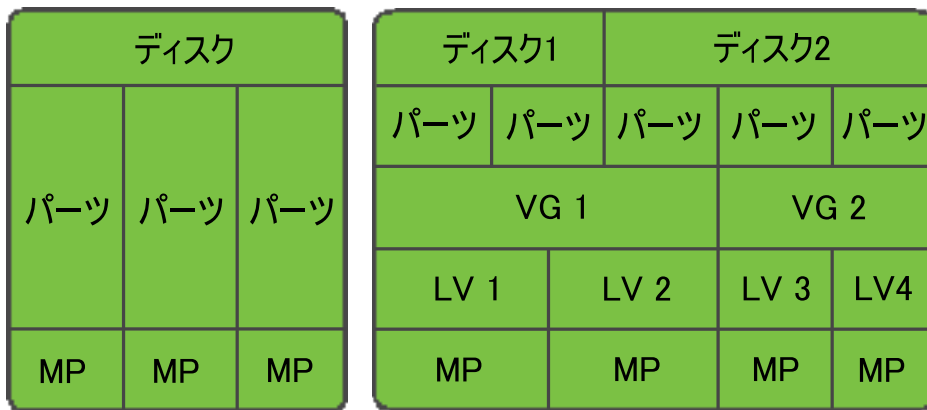 ディスク
パーツ パーツ パーツ
MP MP MP
ディスク1 ディスク2
パーツ パーツ パーツ パーツ パーツ
VG 1 VG 2
LV 1 LV 2 LV 3 LV4
MP MP MP MP